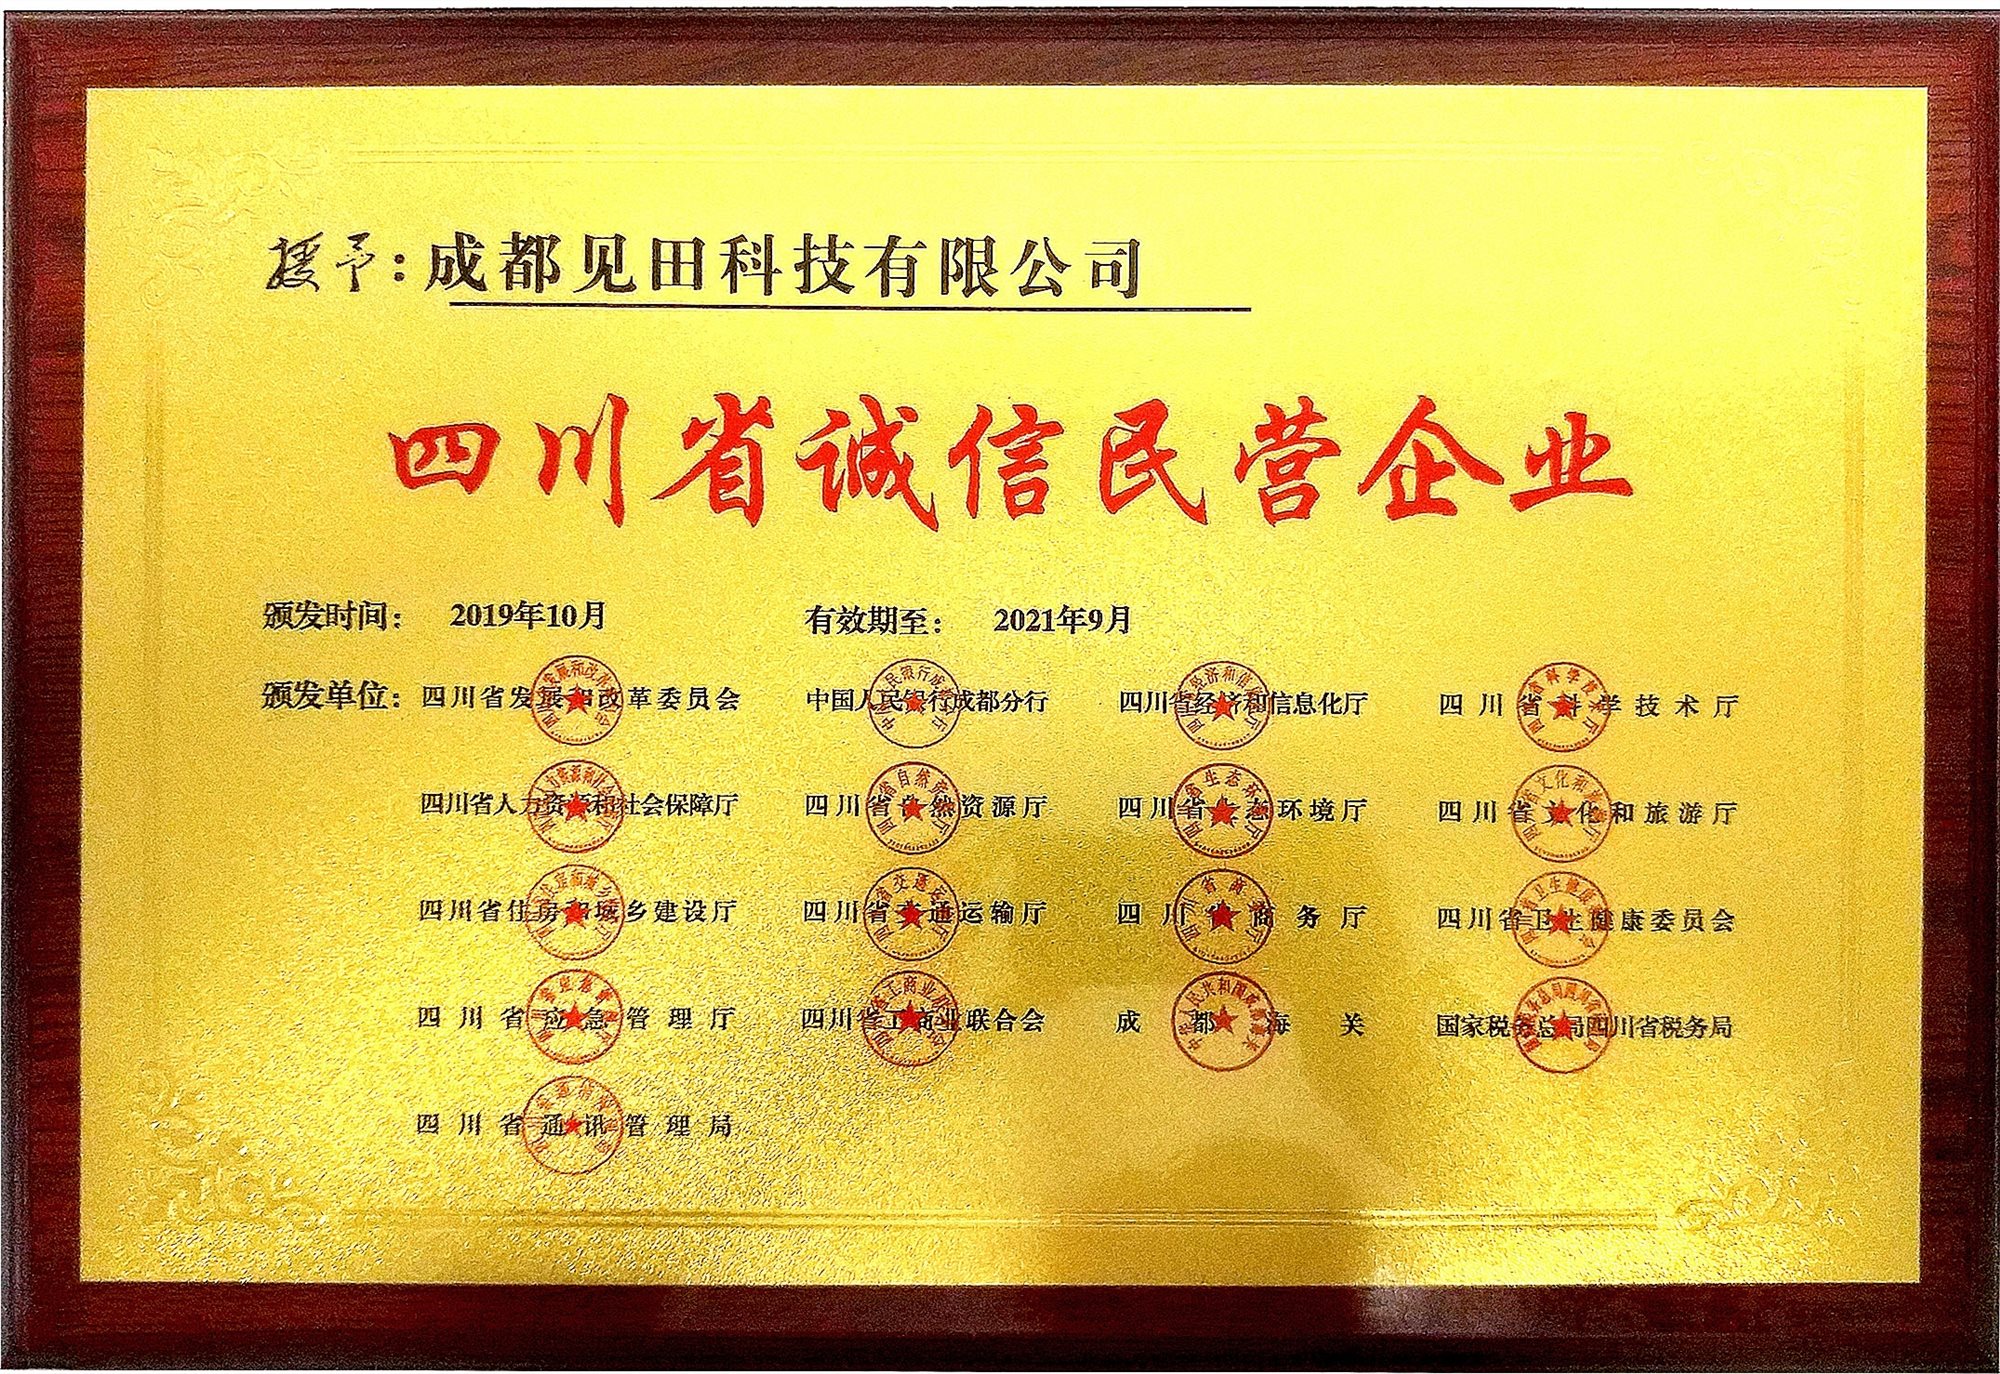 授予：成都见田科技有限公司
四川省诚信民营企业
颁发时间： 2019年10月 有效期至： 2021年9月
颁发单位：四川省发展和改革委员会 中国人民银行成都分行 四川省经济和信息化厅 四川省科学技术厅
四川省人力资源和社会保障厅 四川省自然资源厅 四川省生态环境厅 四川省文化和旅游厅
四川省住房和城乡建设厅 四川省交通运输厅 四川省商务厅 四川省卫生健康委员会
四川省应急管理厅 四川省工商业联合会 成都海关 国家税务总局四川省税务局
四川省通讯管理局